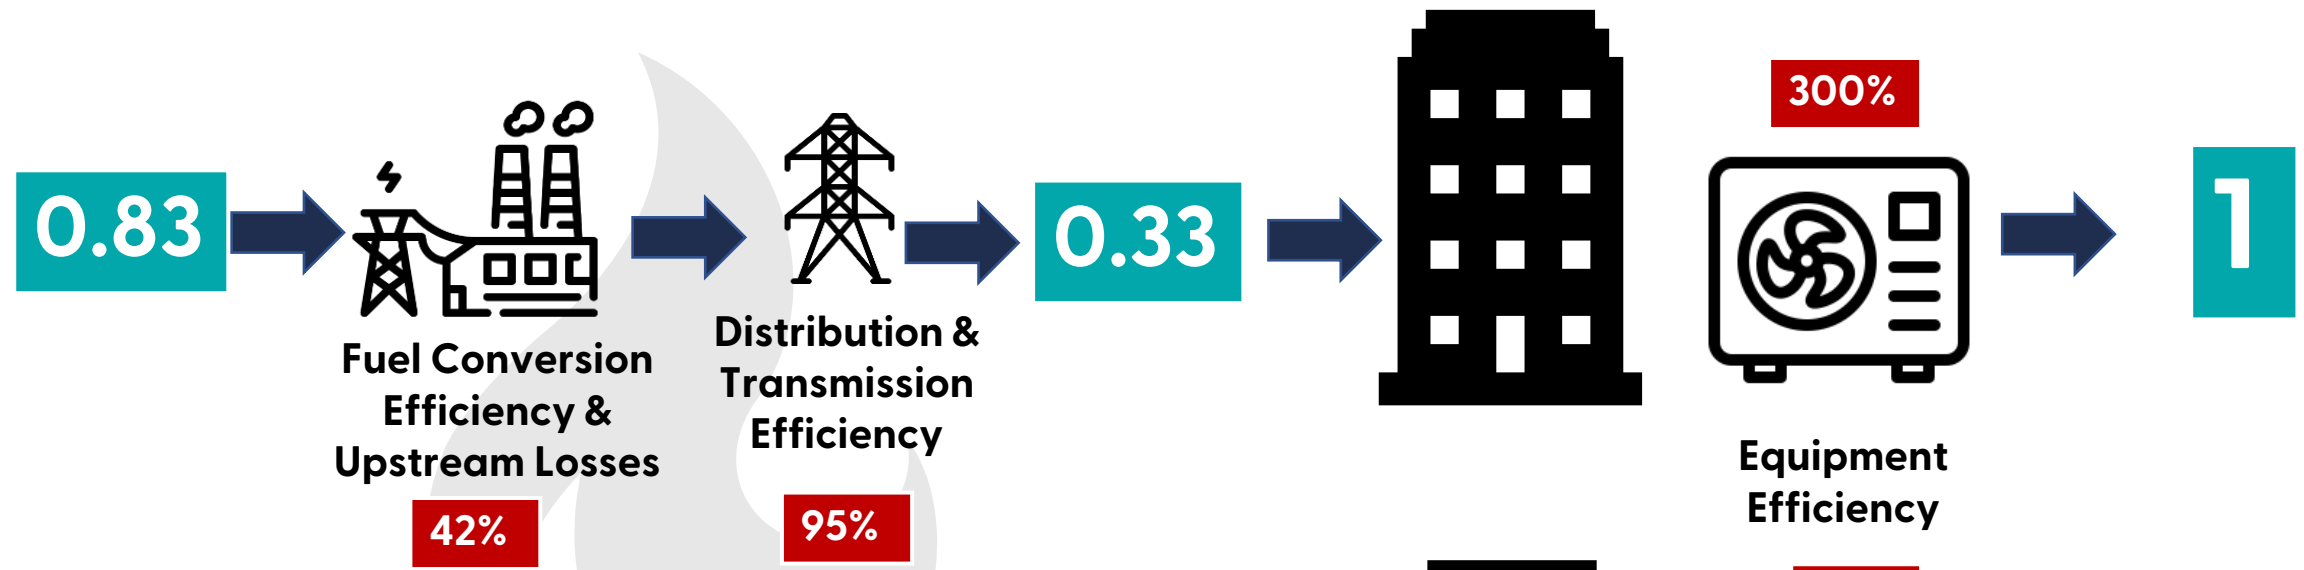 0.83
Fuel Conversion
Efficiency &
Upstream Losses
42%
Distribution &
Transmission
Efficiency
95%
0.33
300%
Equipment
Efficiency
1